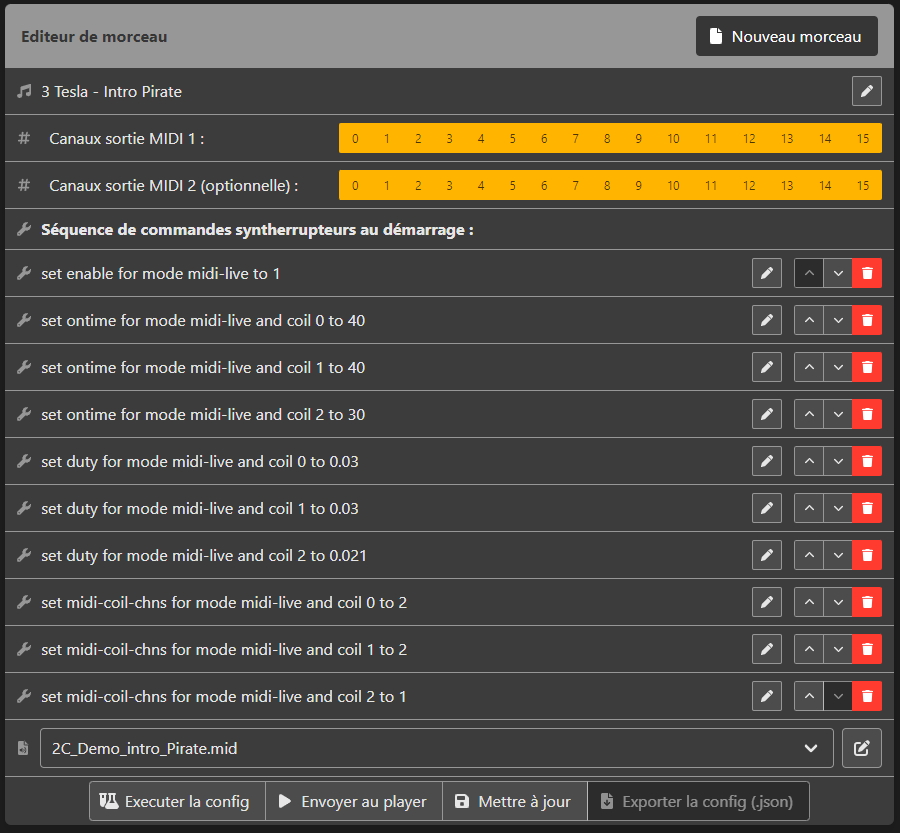 Editeur de morceau
Nouveau morceau
3 Tesla - Intro Pirate
# Canaux sortie MIDI 1 : 0 1 2 3 4 5 6 7 8 9 10 11 12 13 14 15
# Canaux sortie MIDI 2 (optionnelle) : 0 1 2 3 4 5 6 7 8 9 10 11 12 13 14 15
Séquence de commandes syntherrupteurs au démarrage :
set enable for mode midi-live to 1
set ontime for mode midi-live and coil 0 to 40
set ontime for mode midi-live and coil 1 to 40
set ontime for mode midi-live and coil 2 to 30
set duty for mode midi-live and coil 0 to 0.03
set duty for mode midi-live and coil 1 to 0.03
set duty for mode midi-live and coil 2 to 0.021
set midi-coil-chns for mode midi-live and coil 0 to 2
set midi-coil-chns for mode midi-live and coil 1 to 2
set midi-coil-chns for mode midi-live and coil 2 to 1
2C_Demo_intro_Pirate.mid
Executer la config
Envoyer au player
Mettre à jour
Exporter la config (.json)